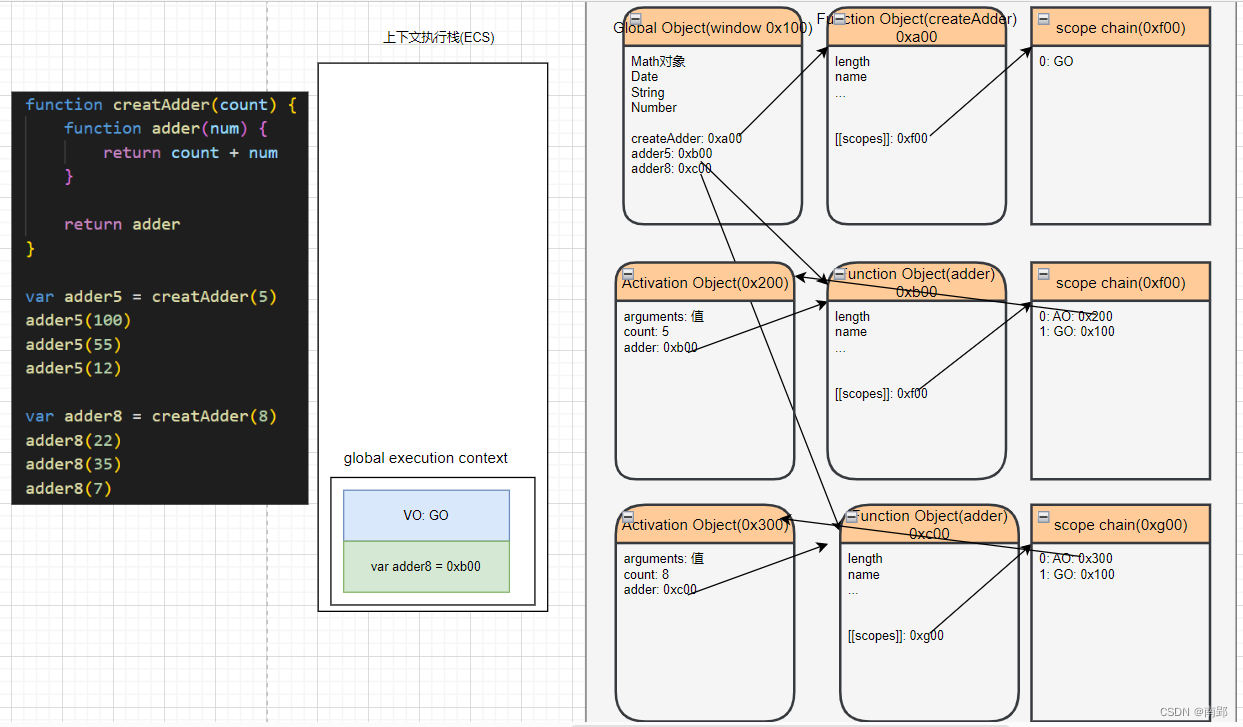 上下文执行栈(ECS)
function creatAdder(count) {
    function adder(num) {
        return count + num
    }
    return adder
}
var adder5 = creatAdder(5)
adder5(100)
adder5(55)
adder5(12)
var adder8 = creatAdder(8)
adder8(22)
adder8(35)
adder8(7)
global execution context
VO: GO
var adder8 = 0xb00
Global Object(window 0x100)
Math对象
Date
String
Number
createAdder: 0xa00
adder5: 0xb00
adder8: 0xc00
Function Object(createAdder)
0xa00
length
name
...
[[scopes]]: 0xf00
scope chain(0xf00)
0: GO
Activation Object(0x200)
arguments: 值
count: 5
adder: 0xb00
Function Object(adder)
0xb00
length
name
...
[[scopes]]: 0xf00
scope chain(0xf00)
0: AO: 0x200
1: GO: 0x100
Activation Object(0x300)
arguments: 值
count: 8
adder: 0xc00
Function Object(adder)
0xc00
length
name
...
[[scopes]]: 0xg00
scope chain(0xg00)
0: AO: 0x300
1: GO: 0x100
CSDN @南郢